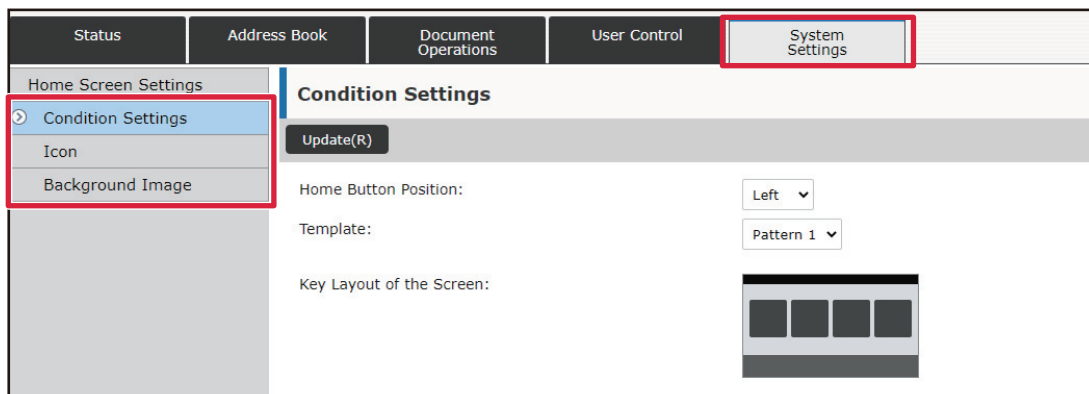 Status
Address Book
Document
Operations
User Control
System
Settings
Home Screen Settings
Condition Settings
Icon
Background Image
Condition Settings
Update(R)
Home Button Position:
Left
Template:
Pattern 1
Key Layout of the Screen: